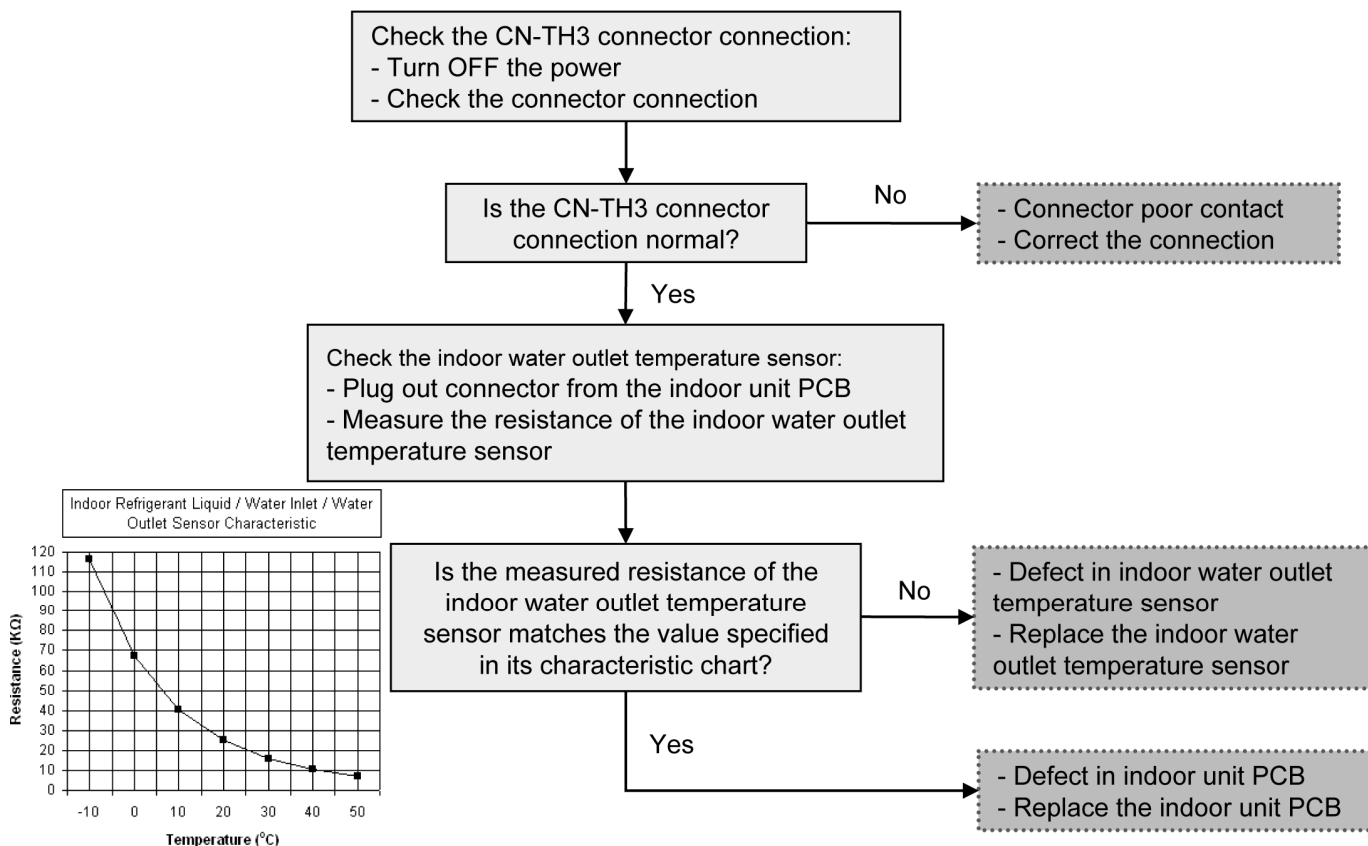 Check the CN-TH3 connector connection:
- Turn OFF the power
- Check the connector connection
Is the CN-TH3 connector
connection normal?
No
- Connector poor contact
- Correct the connection
Yes
Check the indoor water outlet temperature sensor:
- Plug out connector from the indoor unit PCB
- Measure the resistance of the indoor water outlet
temperature sensor
Is the measured resistance of the
indoor water outlet temperature
sensor matches the value specified
in its characteristic chart?
No
- Defect in indoor water outlet
temperature sensor
- Replace the indoor water
outlet temperature sensor
Yes
- Defect in indoor unit PCB
- Replace the indoor unit PCB
Indoor Refrigerant Liquid / Water Inlet / Water
Outlet Sensor Characteristic
Resistance (KΩ)
120
110
100
90
80
70
60
50
40
30
20
10
0
-10 0 10 20 30 40 50
Temperature (°C)